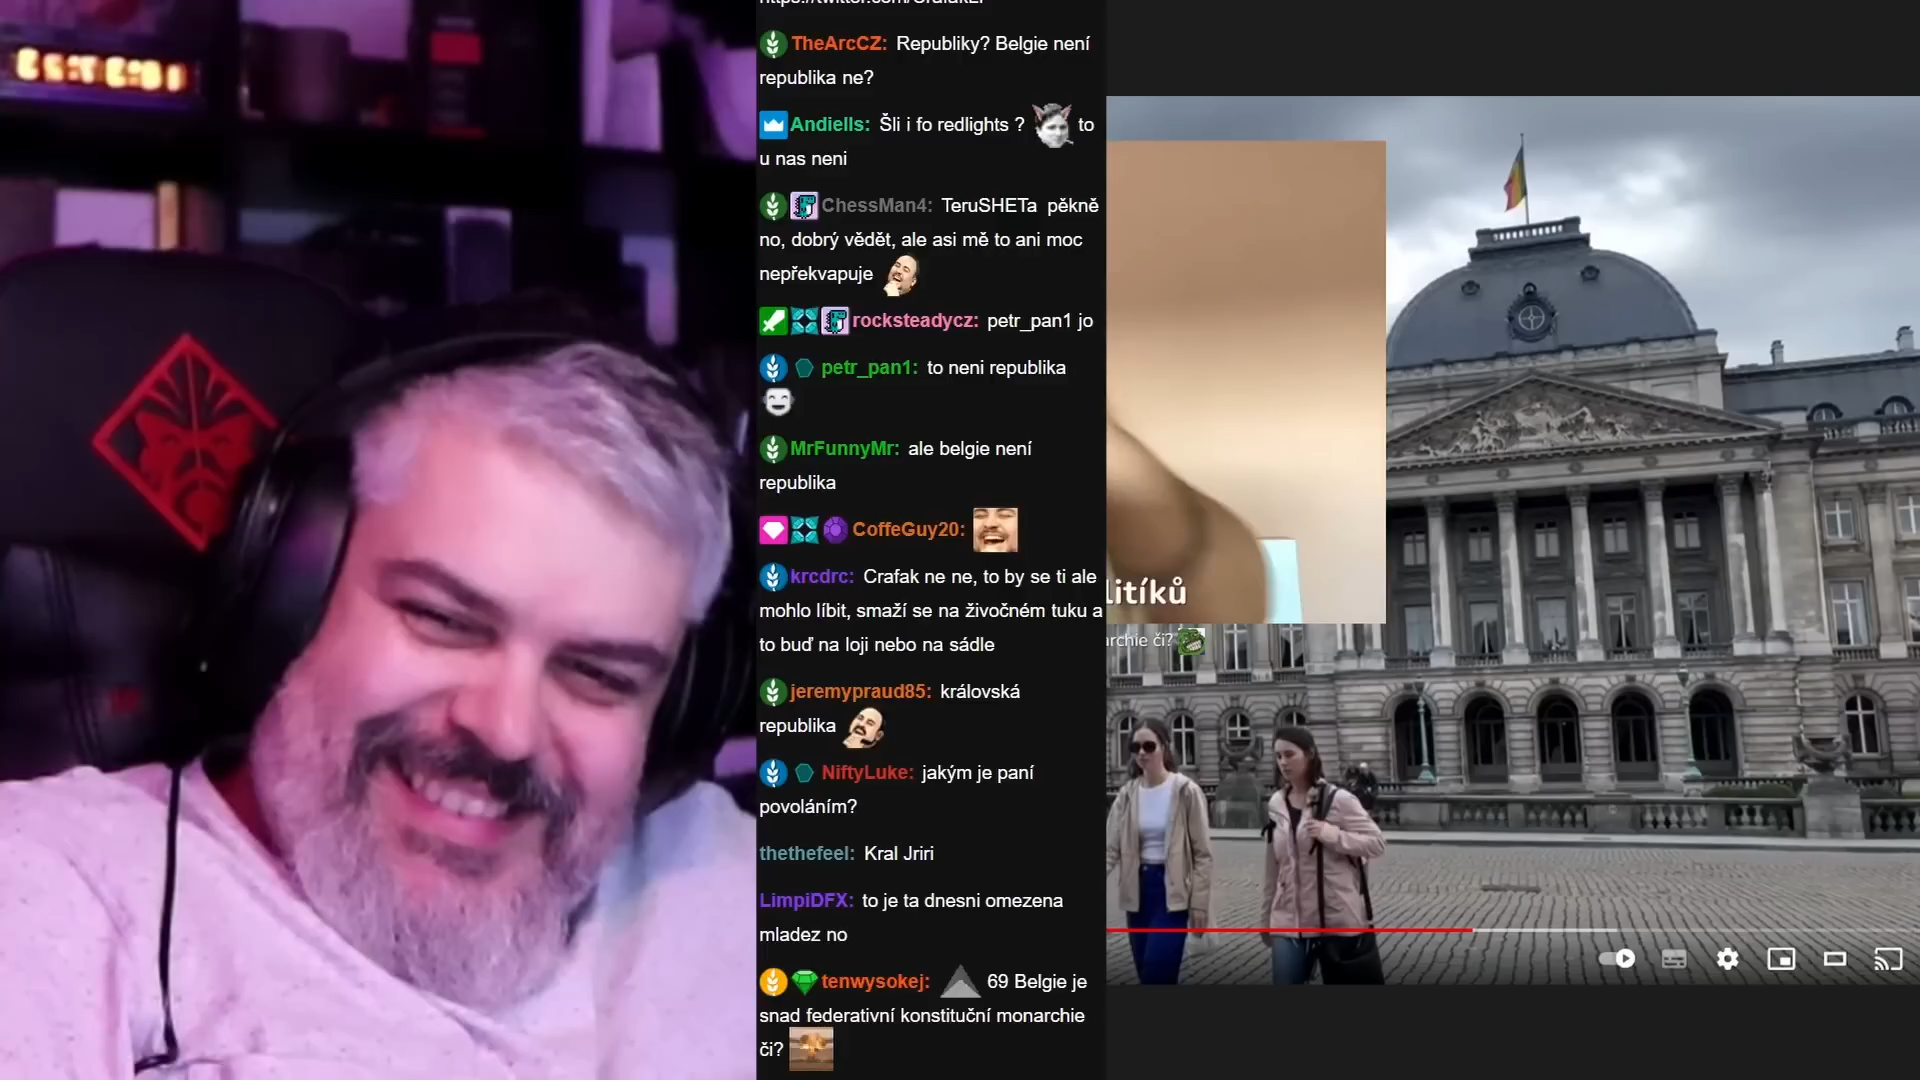 TheArcCZ: Republiky? Belgie není
republika ne?
Andiells: Šli i fo redlights ? to
u nas neni
ChessMan4: TeruSHETa pěkně
no, dobrý vědět, ale asi mě to ani moc
nepřekvapuje
rocksteadycz: petr_pan1 jo
petr_pan1: to neni republika
MrFunnyMr: ale belgie není
republika
CoffeGuy20:
krcdrc: Crafak ne ne, to by se ti ale
mohlo líbit, smaží se na živočném tuku a
to buď na loji nebo na sádle
jeremypraud85: královská
republika
NiftyLuke: jakým je paní
povoláním?
thethefeel: Kral Jriri
LimpiDFX: to je ta dnesni omezena
mladez no
tenwysokej: 69 Belgie je
snad federativní konstituční monarchie
či?
litíků
archie či?